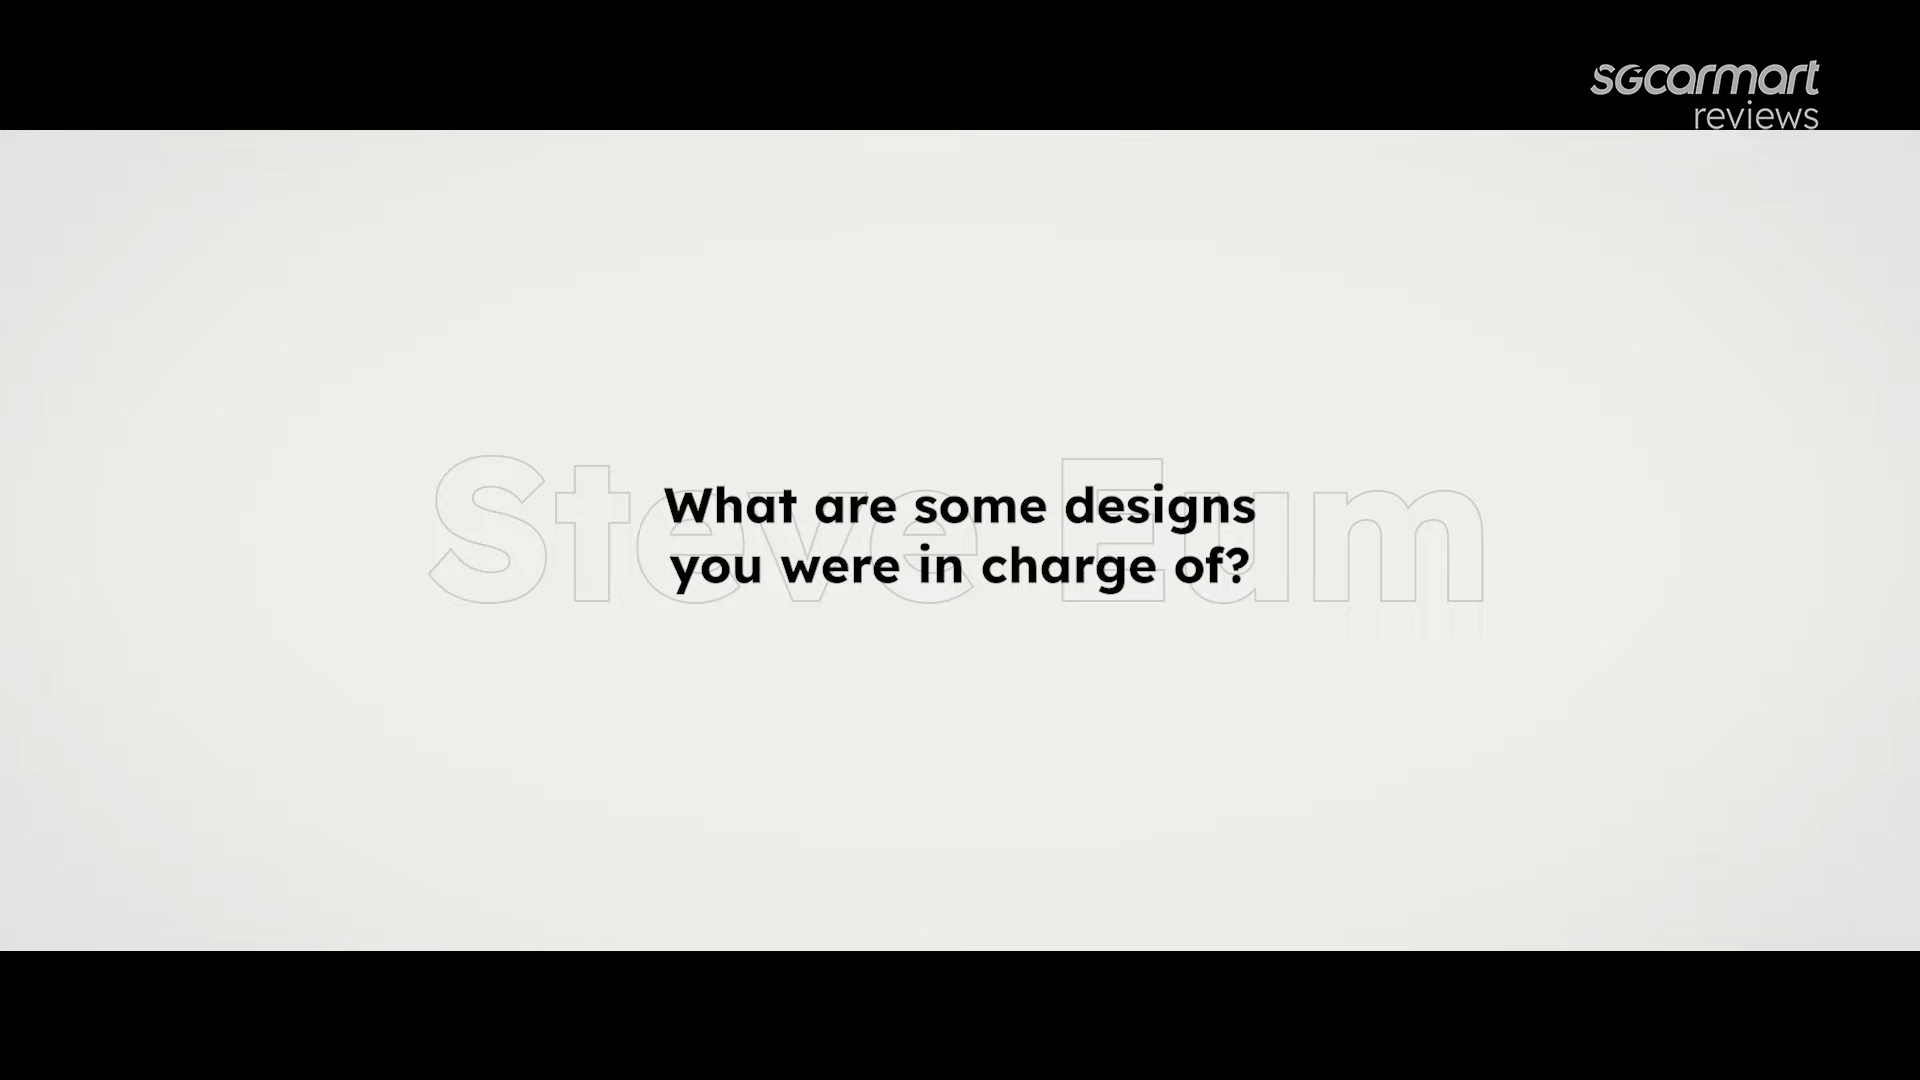 sgcarmart
reviews
Steve Eum
What are some designs
you were in charge of?